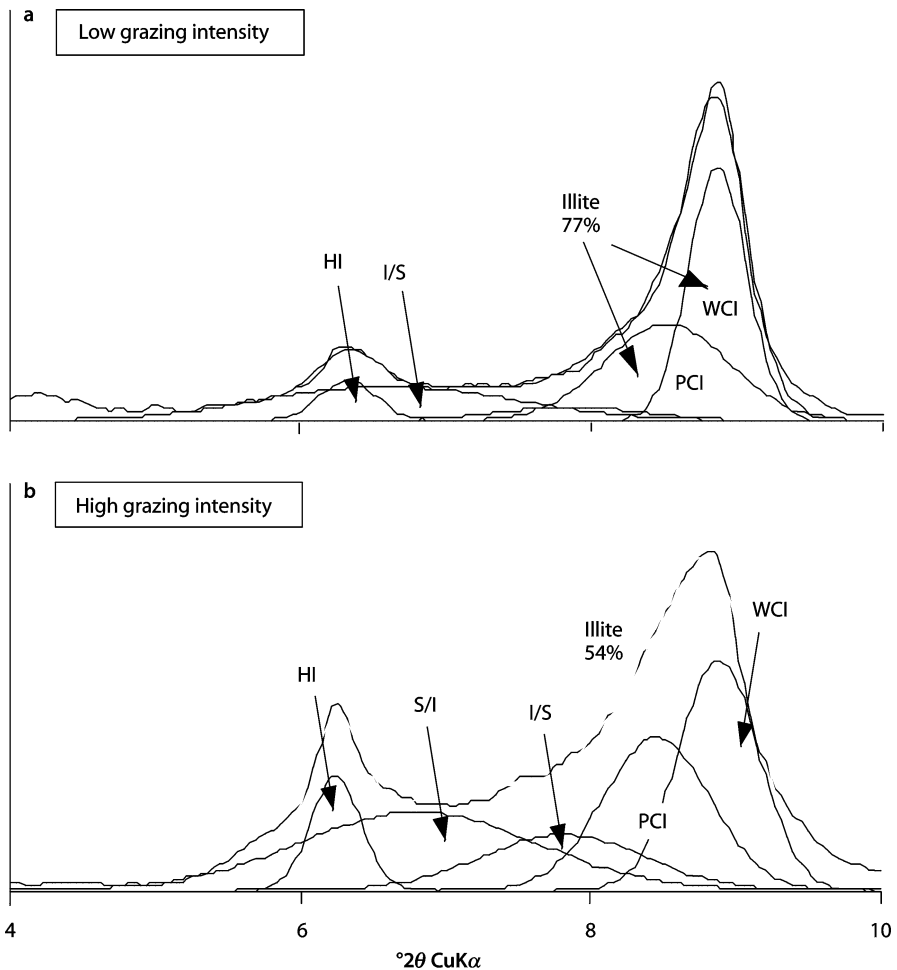 a
Low grazing intensity
Illite
77%
HI
I/S
WCI
PCI
b
High grazing intensity
WCI
Illite
54%
HI
S/I
I/S
PCI
4 6 8 10
°2θ CuKα